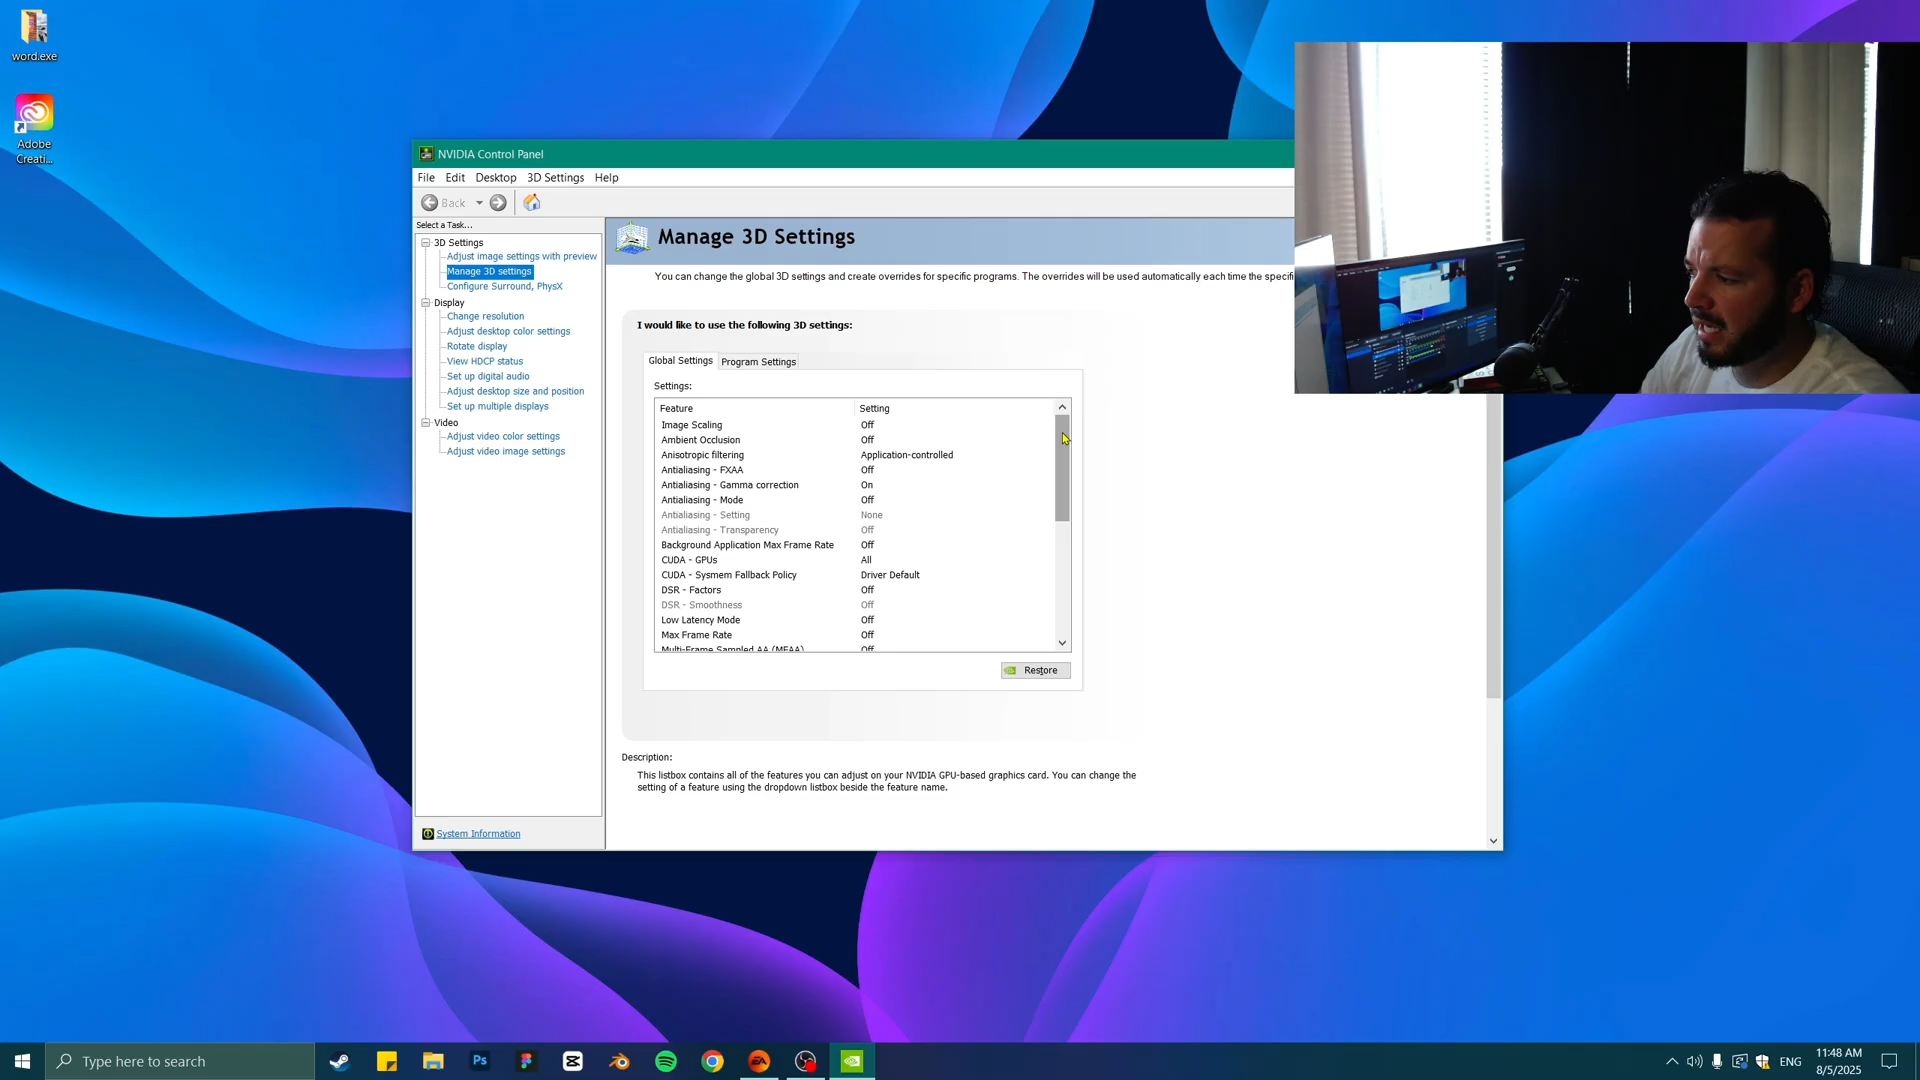 word.exe
Adobe
Creati...
NVIDIA Control Panel
File Edit Desktop 3D Settings Help
Back
Select a Task...
3D Settings
Adjust image settings with preview
Manage 3D settings
Configure Surround, PhysX
Display
Change resolution
Adjust desktop color settings
Rotate display
View HDCP status
Set up digital audio
Adjust desktop size and position
Set up multiple displays
Video
Adjust video color settings
Adjust video image settings
System Information
Manage 3D Settings
You can change the global 3D settings and create overrides for specific programs. The overrides will be used automatically each time the specifi
I would like to use the following 3D settings:
Global Settings Program Settings
Settings:
Feature Setting
Image Scaling Off
Ambient Occlusion Off
Anisotropic filtering Application-controlled
Antialiasing - FXAA Off
Antialiasing - Gamma correction On
Antialiasing - Mode Off
Antialiasing - Setting None
Antialiasing - Transparency Off
Background Application Max Frame Rate Off
CUDA - GPUs All
CUDA - Sysmem Fallback Policy Driver Default
DSR - Factors Off
DSR - Smoothness Off
Low Latency Mode Off
Max Frame Rate Off
Multi-Frame Sampled AA (MFAA) Off
Restore
Description:
This listbox contains all of the features you can adjust on your NVIDIA GPU-based graphics card. You can change the
setting of a feature using the dropdown listbox beside the feature name.
Type here to search
Ps
EA
ENG
11:48 AM
8/5/2025